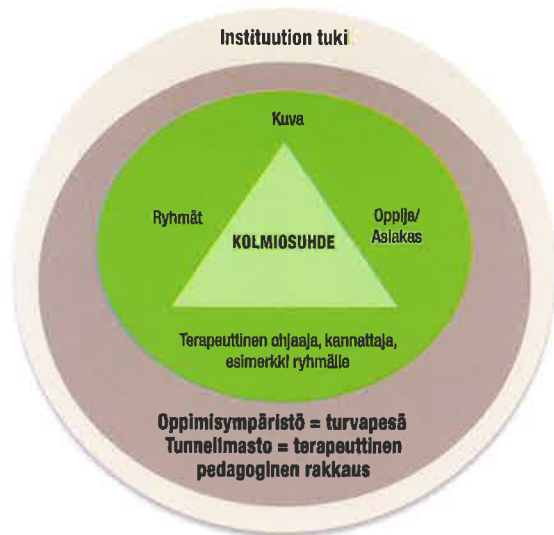 Instituution tuki
Kuva
Ryhmät
Oppija/
Asiakas
KOLMIOSUHDE
Terapeuttinen ohjaaja, kannattaja,
esimerkki ryhmälle
Oppimisympäristö = turvapesä
Tunnelmasto = terapeuttinen
pedagoginen rakkaus